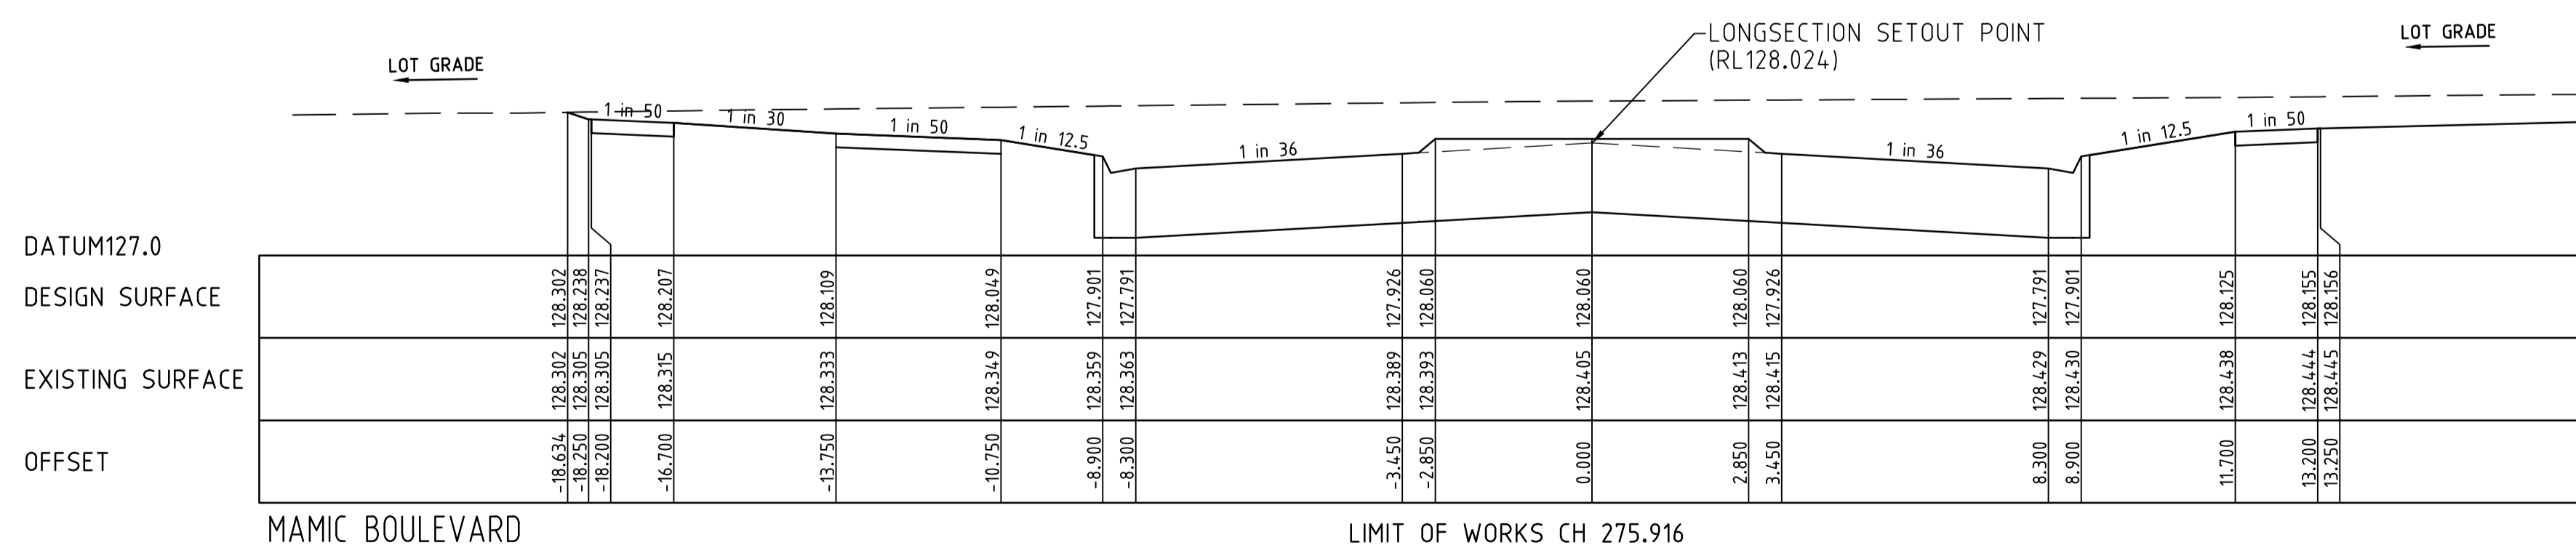 LONGSECTION SETOUT POINT
(RL128.024)
LOT GRADE
LOT GRADE
1 in 50
1 in 30
1 in 50
1 in 12.5
1 in 36
1 in 36
1 in 12.5
1 in 50
DATUM127.0
DESIGN SURFACE 128.302 128.238 128.237 128.207 128.109 128.049 127.901 127.791 127.926 128.060 128.060 128.060 127.926 127.791 127.901 128.125 128.155 128.156
EXISTING SURFACE 128.302 128.305 128.305 128.315 128.333 128.349 128.359 128.363 128.389 128.393 128.405 128.413 128.415 128.429 128.430 128.438 128.444 128.445
OFFSET -18.634 -18.250 -18.200 -16.700 -13.750 -10.750 -8.900 -8.300 -3.450 -2.850 0.000 2.850 3.450 8.300 8.900 11.700 13.200 13.250
MAMIC BOULEVARD
LIMIT OF WORKS CH 275.916